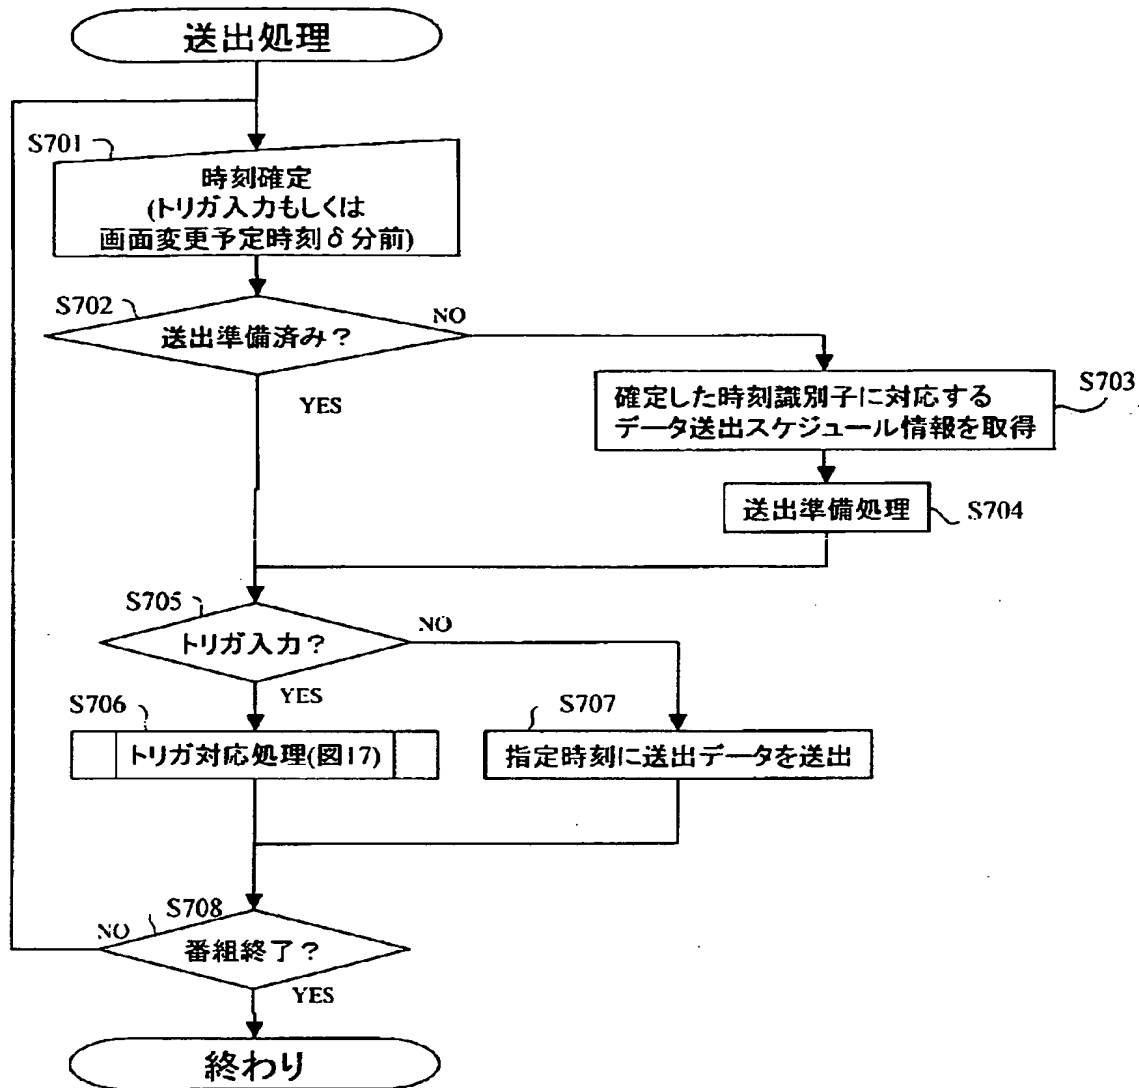 送出処理
S701
時刻確定
(トリガ入力もしくは
画面変更予定時刻δ分前)
S702
送出準備済み?
NO
YES
S703
確定した時刻識別子に対応する
データ送出スケジュール情報を取得
送出準備処理
S704
S705
トリガ入力?
NO
YES
S706
トリガ対応処理(図17)
S707
指定時刻に送出データを送出
S708
NO
番組終了?
YES
終わり